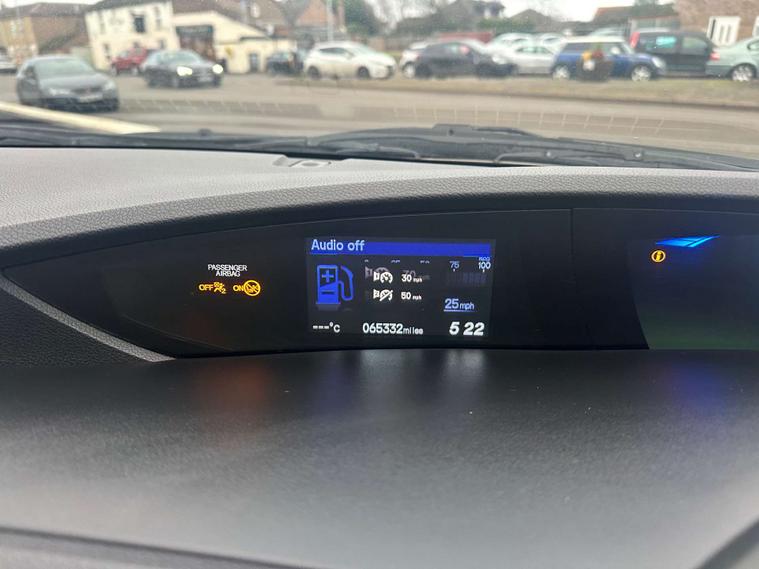 Audio off
PASSENGER
AIRBAG
OFF ON
75
100
30 mph
50 mph
25 mph
---°C 065332 miles 5 22